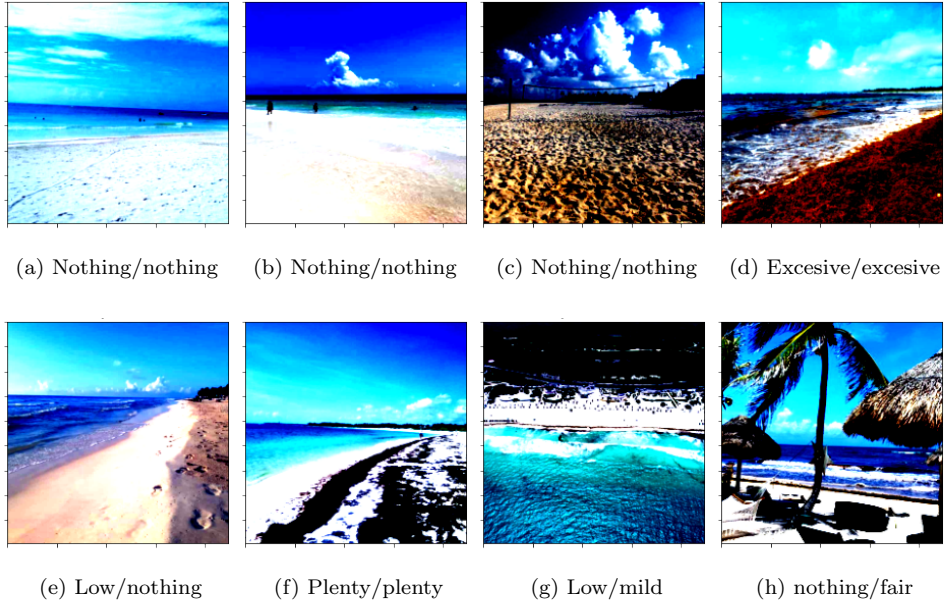 (a) Nothing/nothing
(b) Nothing/nothing
(c) Nothing/nothing
(d) Excesive/excesive
(e) Low/nothing
(f) Plenty/plenty
(g) Low/mild
(h) nothing/fair